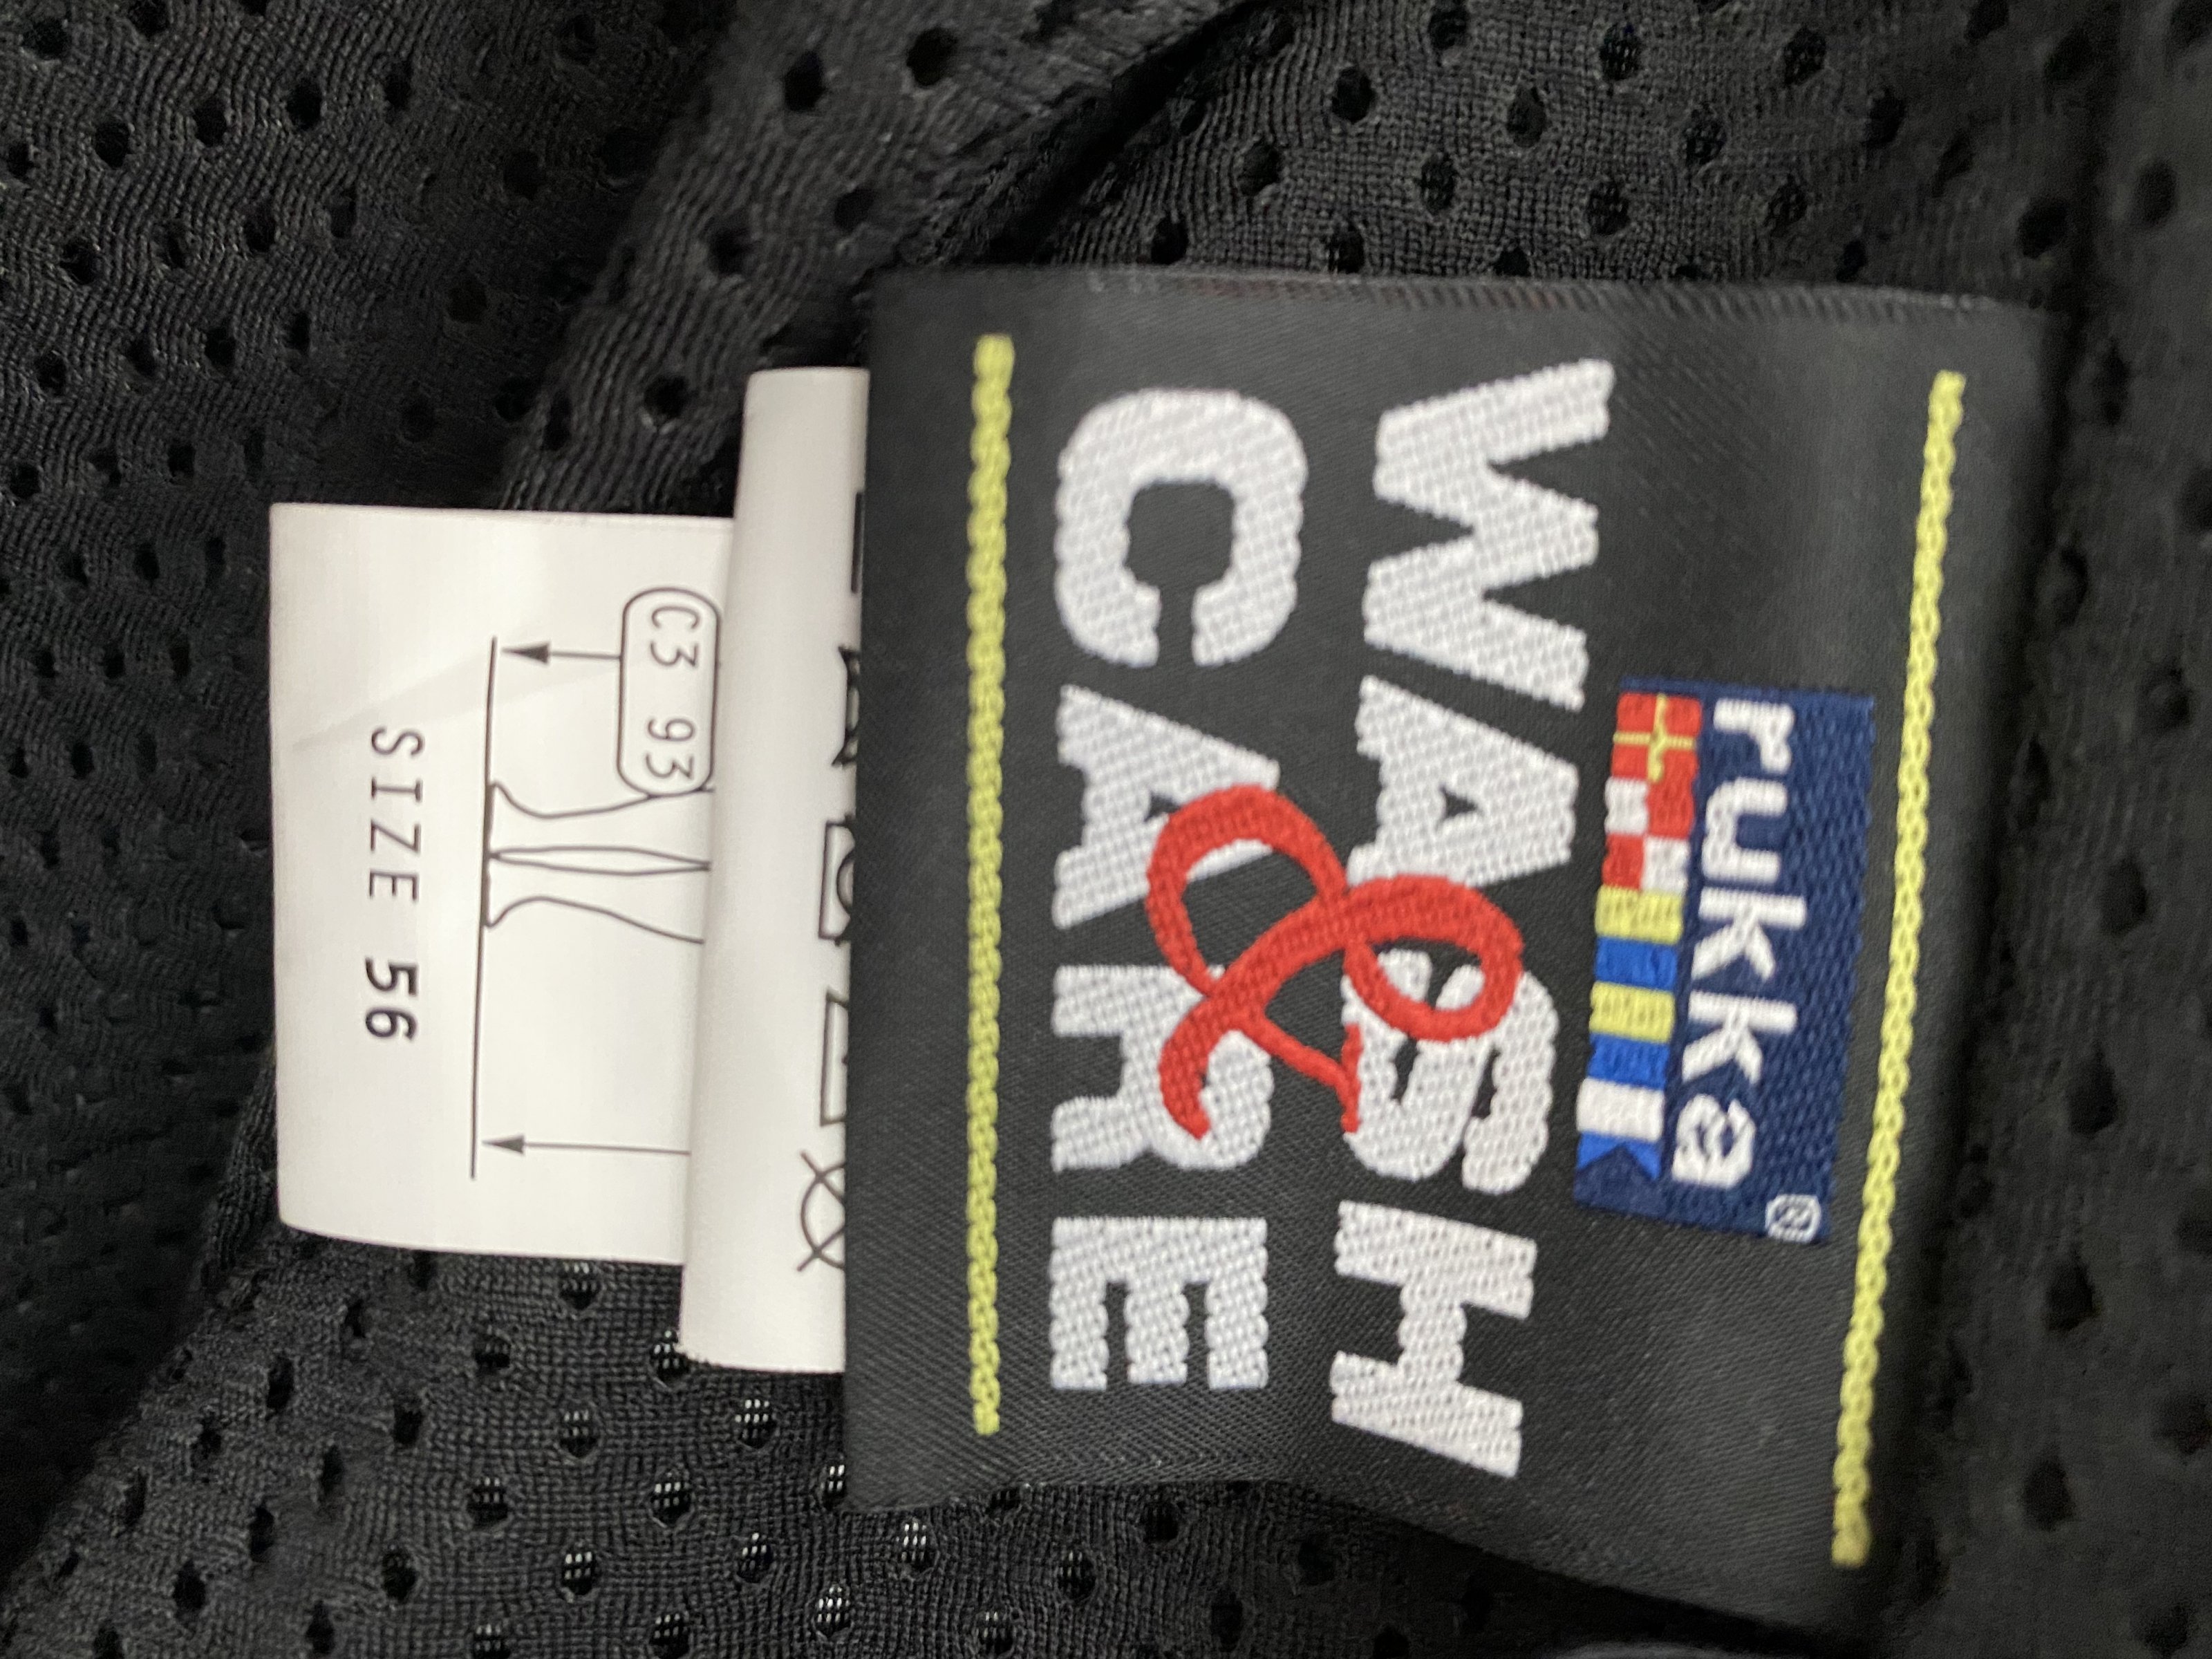 rukka®
WASH
&
CARE
C3 93
SIZE 56